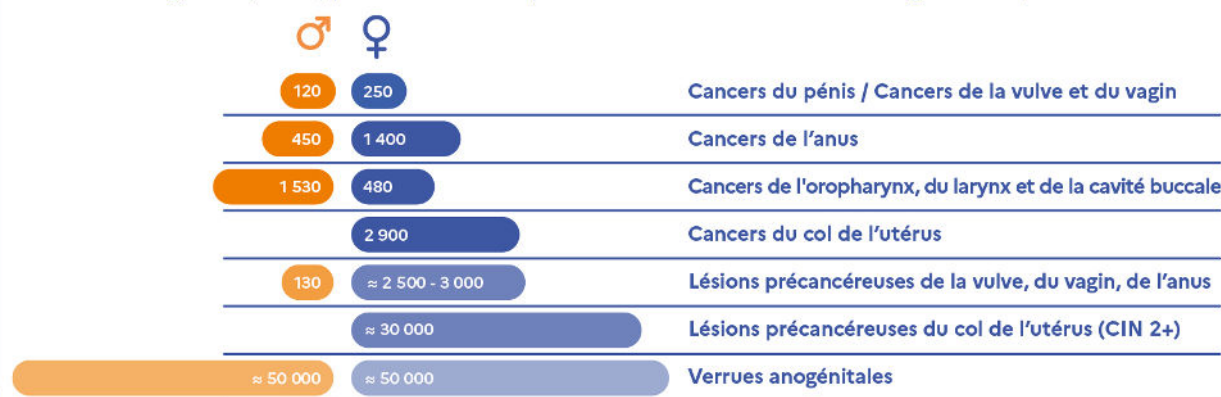 120 250 Cancers du pénis / Cancers de la vulve et du vagin
450 1 400 Cancers de l'anus
1 530 480 Cancers de l'oropharynx, du larynx et de la cavité buccale
2 900 Cancers du col de l'utérus
130 ≈ 2 500 - 3 000 Lésions précancéreuses de la vulve, du vagin, de l'anus
≈ 30 000 Lésions précancéreuses du col de l'utérus (CIN 2+)
≈ 50 000 ≈ 50 000 Verrues anogénitales